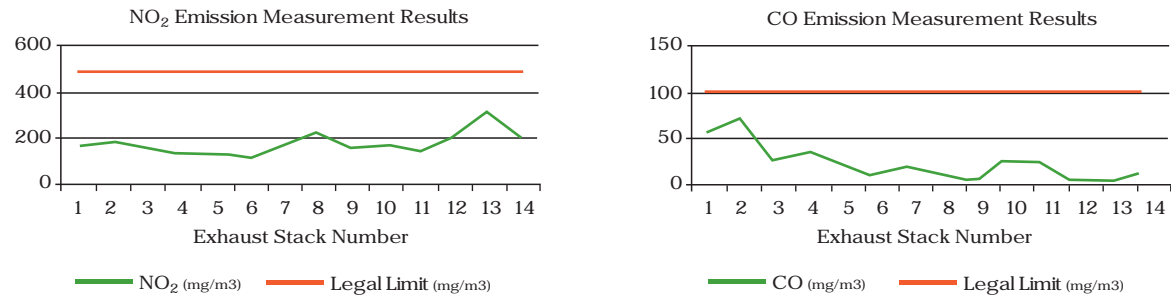 NO₂ Emission Measurement Results
600
400
200
0
1 2 3 4 5 6 7 8 9 10 11 12 13 14
Exhaust Stack Number
NO₂ (mg/m3) Legal Limit (mg/m3)
CO Emission Measurement Results
150
100
50
0
1 2 3 4 5 6 7 8 9 10 11 12 13 14
Exhaust Stack Number
CO (mg/m3) Legal Limit (mg/m3)